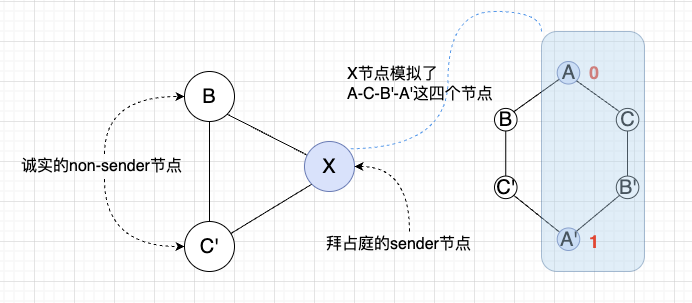 B
X
C'
诚实的non-sender节点
拜占庭的sender节点
X节点模拟了
A-C-B'-A'这四个节点
A 0
B
C
C'
B'
A' 1